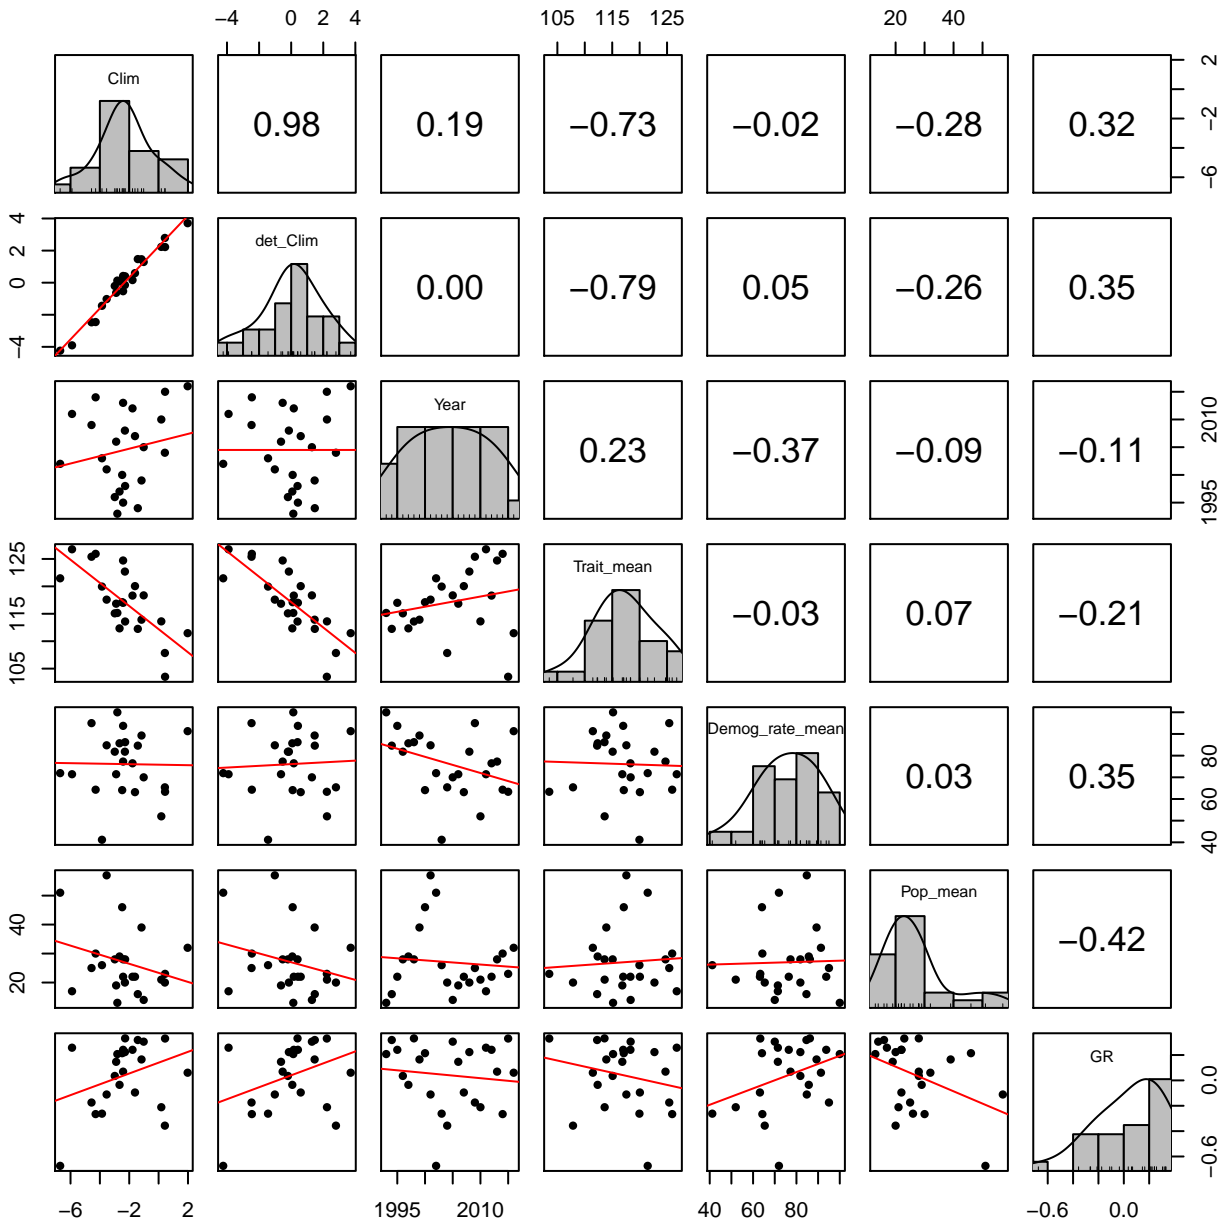 −4 0 2 4 105 115 125 20 40
Clim 0.98 0.19 −0.73 −0.02 −0.28 0.32 −6 −2 2
−4 0 2 4 det_Clim 0.00 −0.79 0.05 −0.26 0.35
Year 0.23 −0.37 −0.09 −0.11 1995 2010
105 115 125 Trait_mean −0.03 0.07 −0.21
Demog_rate_mean 0.03 0.35 40 60 80
20 40 Pop_mean −0.42
GR −0.6 0.0
−6 −2 2 1995 2010 40 60 80 −0.6 0.0